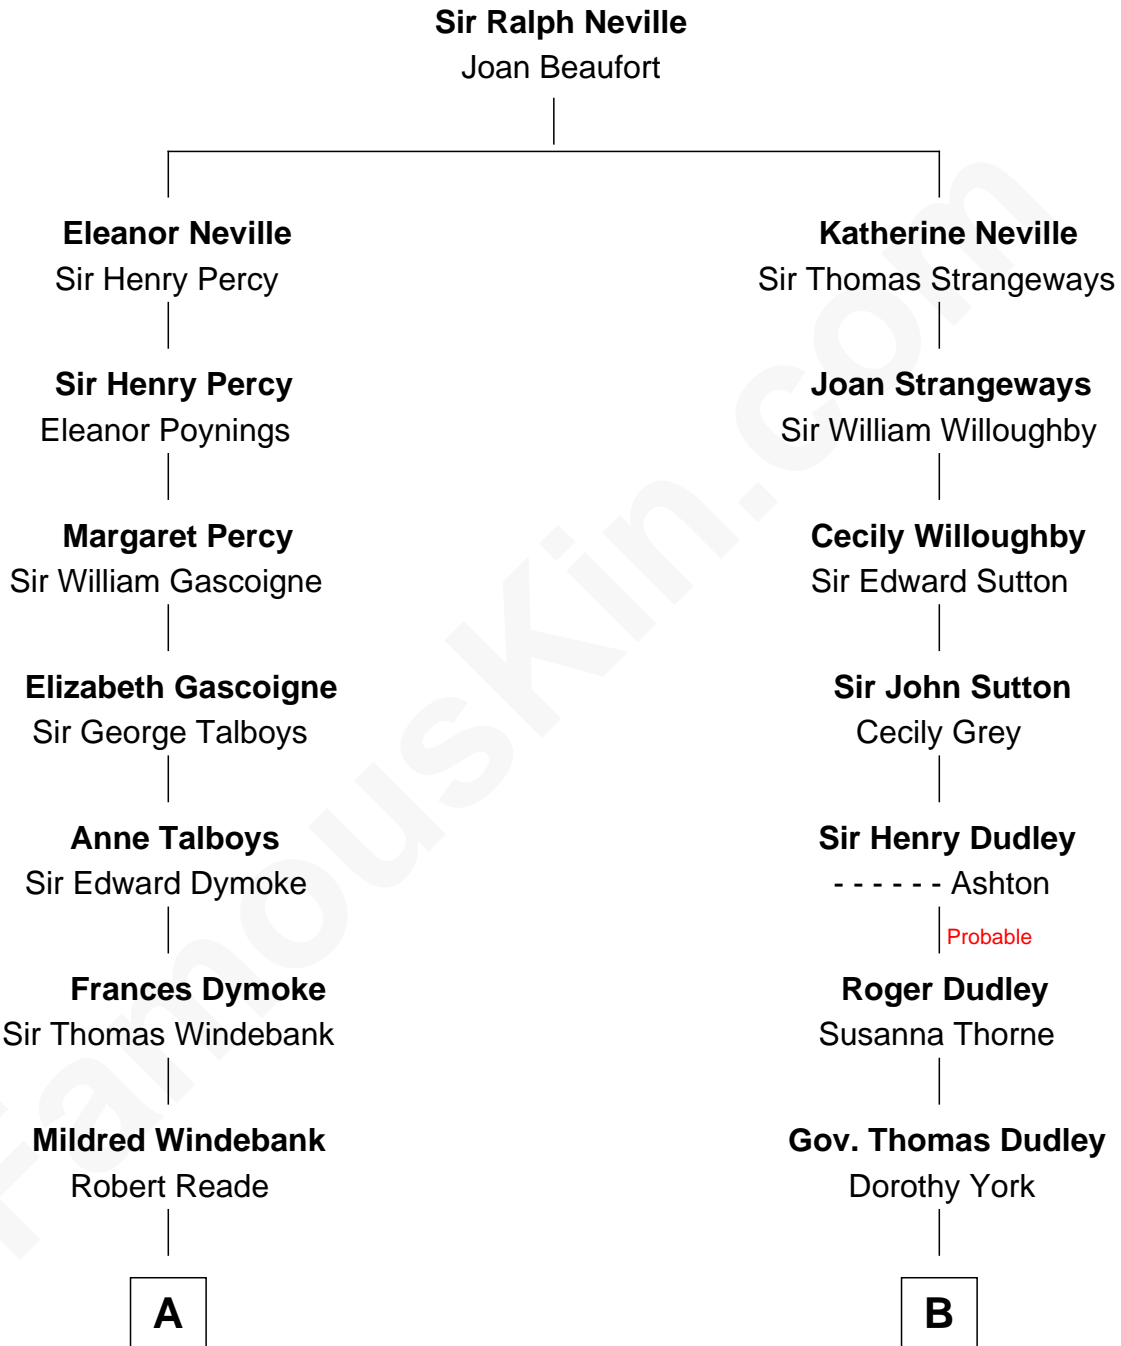 Sir Ralph Neville
Joan Beaufort
Eleanor Neville
Sir Henry Percy
Katherine Neville
Sir Thomas Strangeways
Sir Henry Percy
Eleanor Poynings
Joan Strangeways
Sir William Willoughby
Margaret Percy
Sir William Gascoigne
Cecily Willoughby
Sir Edward Sutton
Elizabeth Gascoigne
Sir George Talboys
Sir John Sutton
Cecily Grey
Anne Talboys
Sir Edward Dymoke
Sir Henry Dudley
- - - - - - Ashton
Probable
Frances Dymoke
Sir Thomas Windebank
Roger Dudley
Susanna Thorne
Mildred Windebank
Robert Reade
Gov. Thomas Dudley
Dorothy York
A
B
FamousKin.com